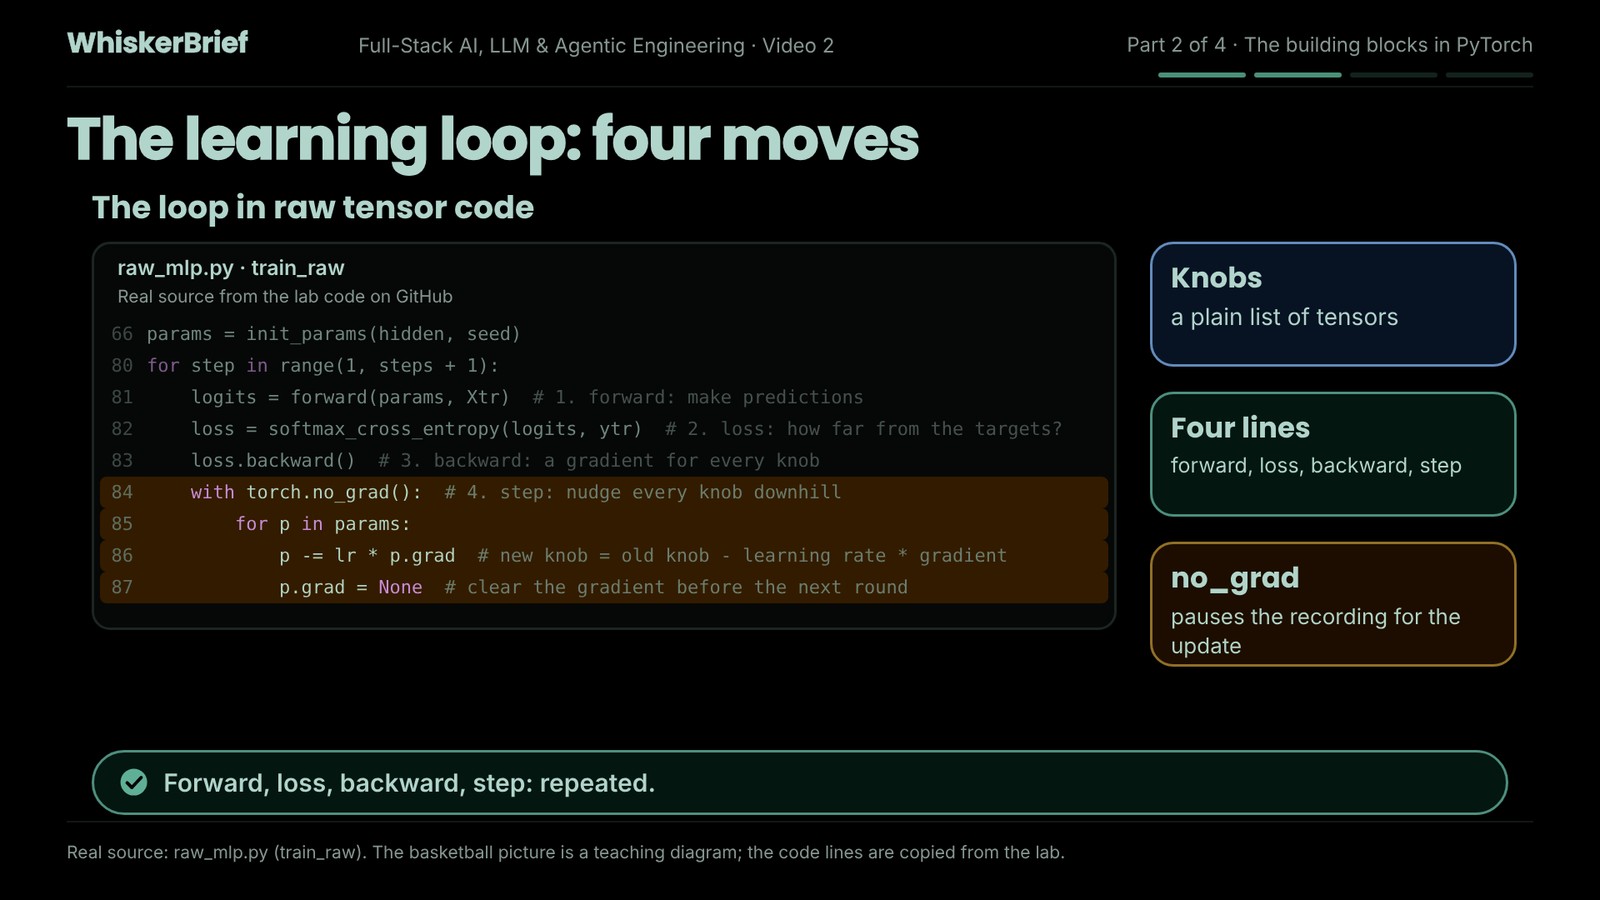 WhiskerBrief
Full-Stack AI, LLM & Agentic Engineering · Video 2
Part 2 of 4 · The building blocks in PyTorch
The learning loop: four moves
The loop in raw tensor code
raw_mlp.py · train_raw
Real source from the lab code on GitHub
66 params = init_params(hidden, seed)
80 for step in range(1, steps + 1):
81     logits = forward(params, Xtr)  # 1. forward: make predictions
82     loss = softmax_cross_entropy(logits, ytr)  # 2. loss: how far from the targets?
83     loss.backward()  # 3. backward: a gradient for every knob
84     with torch.no_grad():  # 4. step: nudge every knob downhill
85         for p in params:
86             p -= lr * p.grad  # new knob = old knob - learning rate * gradient
87             p.grad = None  # clear the gradient before the next round
Knobs
a plain list of tensors
Four lines
forward, loss, backward, step
no_grad
pauses the recording for the
update
Forward, loss, backward, step: repeated.
Real source: raw_mlp.py (train_raw). The basketball picture is a teaching diagram; the code lines are copied from the lab.